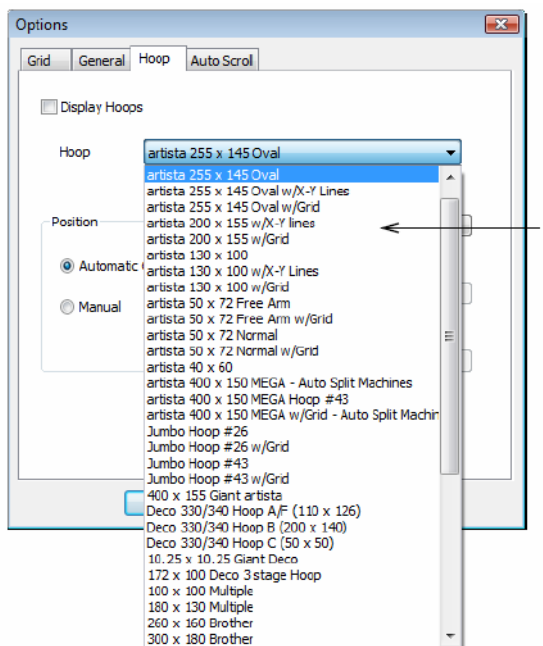 Options
Grid General Hoop Auto Scroll
Display Hoops
Hoop artista 255 x 145 Oval
artista 255 x 145 Oval
artista 255 x 145 Oval w/X-Y Lines
artista 255 x 145 Oval w/Grid
artista 200 x 155 w/X-Y lines
Position
artista 200 x 155 w/Grid
artista 130 x 100
Automatic
artista 130 x 100 w/X-Y Lines
artista 130 x 100 w/Grid
artista 50 x 72 Free Arm
Manual
artista 50 x 72 Free Arm w/Grid
artista 50 x 72 Normal
artista 50 x 72 Normal w/Grid
artista 40 x 60
artista 400 x 150 MEGA - Auto Split Machines
artista 400 x 150 MEGA Hoop #43
artista 400 x 150 MEGA w/Grid - Auto Split Machin
Jumbo Hoop #26
Jumbo Hoop #26 w/Grid
Jumbo Hoop #43
Jumbo Hoop #43 w/Grid
400 x 155 Giant artista
Deco 330/340 Hoop A/F (110 x 126)
Deco 330/340 Hoop B (200 x 140)
Deco 330/340 Hoop C (50 x 50)
10.25 x 10.25 Giant Deco
172 x 100 Deco 3 stage Hoop
100 x 100 Multiple
180 x 130 Multiple
260 x 160 Brother
300 x 180 Brother